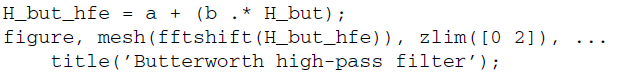 H_but_hfe = a + (b .* H_but);
figure, mesh(fftshift(H_but_hfe)), zlim([0 2]), ...
title('Butterworth high-pass filter');